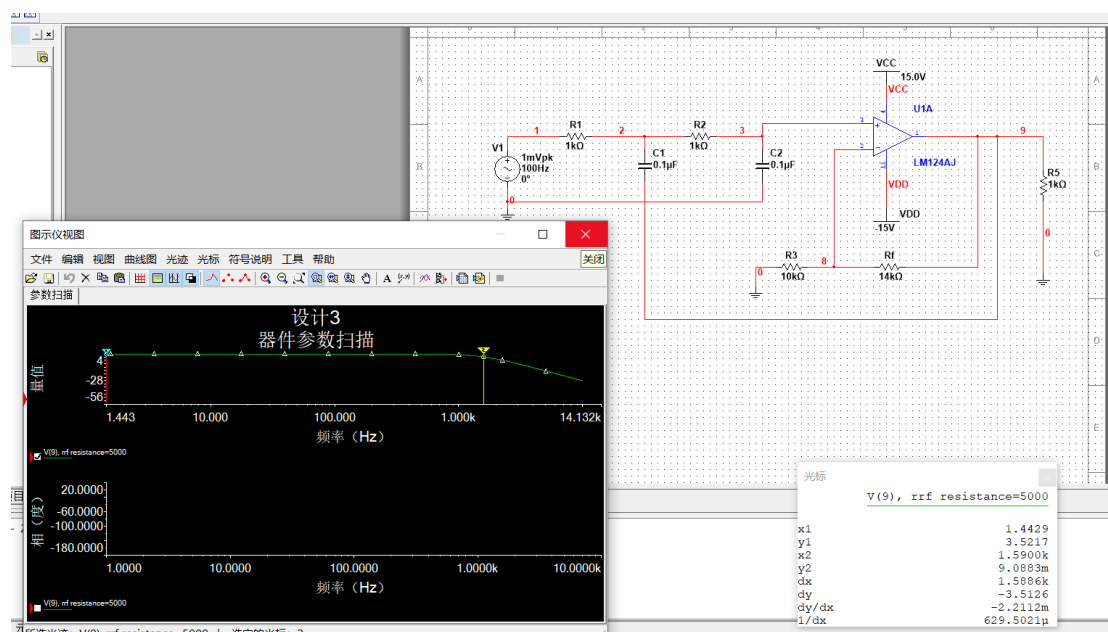 VCC
15.0V
VCC
U1A
R1
R2
1
2
3
9
1kΩ
1kΩ
V1
1mVpk
100Hz
0°
C1
0.1µF
C2
0.1µF
LM124AJ
R5
1kΩ
VDD
VDD
-15V
0
0
R3
8
Rf
0
10kΩ
14kΩ
A
B
A
B
C
D
E
图示仪视图
文件 编辑 视图 曲线图 光迹 光标 符号说明 工具 帮助
关闭
参数扫描
设计3
器件参数扫描
量值
4
-28
-56
1.443 10.000 100.000 1.000k 14.132k
频率（Hz）
V(9), rrf resistance=5000
相（度）
20.0000
-60.0000
-100.0000
-180.0000
1.0000 10.0000 100.0000 1.0000k 10.0000k
频率（Hz）
V(9), rrf resistance=5000
光标
V(9), rrf resistance=5000
x1 1.4429
y1 3.5217
x2 1.5900k
y2 9.0883m
dx 1.5886k
dy -3.5126
dy/dx -2.2112m
1/dx 629.5021µ